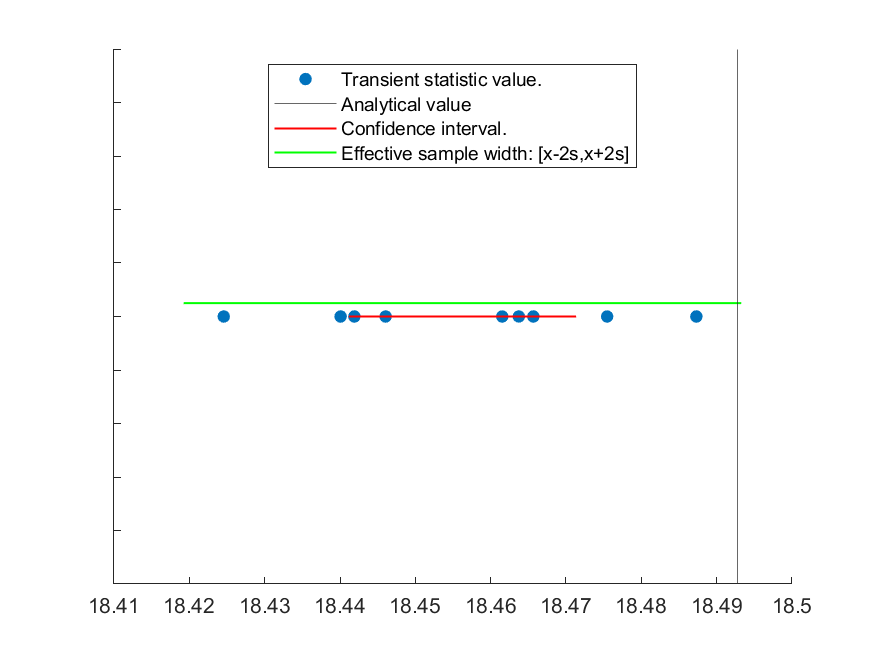 Transient statistic value.
Analytical value
Confidence interval.
Effective sample width: [x-2s,x+2s]
18.41 18.42 18.43 18.44 18.45 18.46 18.47 18.48 18.49 18.5